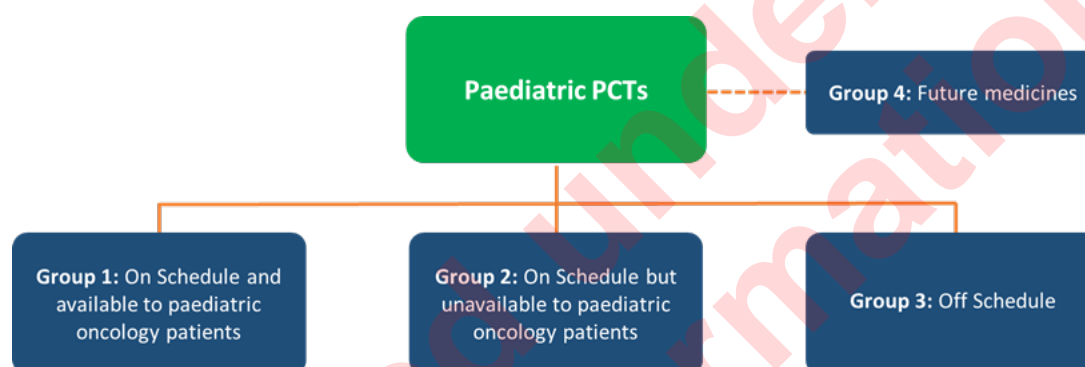 Paediatric PCTs
Group 4: Future medicines
Group 1: On Schedule and
available to paediatric
oncology patients
Group 2: On Schedule but
unavailable to paediatric
oncology patients
Group 3: Off Schedule